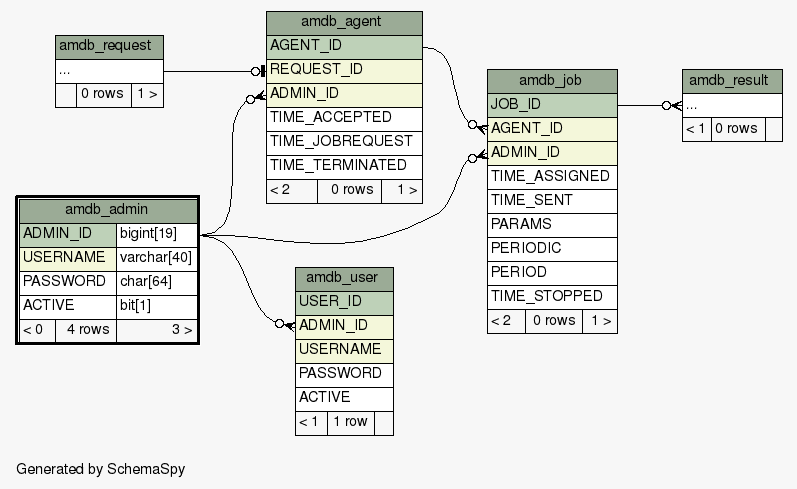 amdb_request
...
0 rows
1 >
amdb_agent
AGENT_ID
REQUEST_ID
ADMIN_ID
TIME_ACCEPTED
TIME_JOBREQUEST
TIME_TERMINATED
< 2
0 rows
1 >
amdb_job
JOB_ID
AGENT_ID
ADMIN_ID
TIME_ASSIGNED
TIME_SENT
PARAMS
PERIODIC
PERIOD
TIME_STOPPED
< 2
0 rows
1 >
amdb_result
...
< 1
0 rows
amdb_admin
ADMIN_ID bigint[19]
USERNAME varchar[40]
PASSWORD char[64]
ACTIVE bit[1]
< 0
4 rows
3 >
amdb_user
USER_ID
ADMIN_ID
USERNAME
PASSWORD
ACTIVE
< 1
1 row
Generated by SchemaSpy